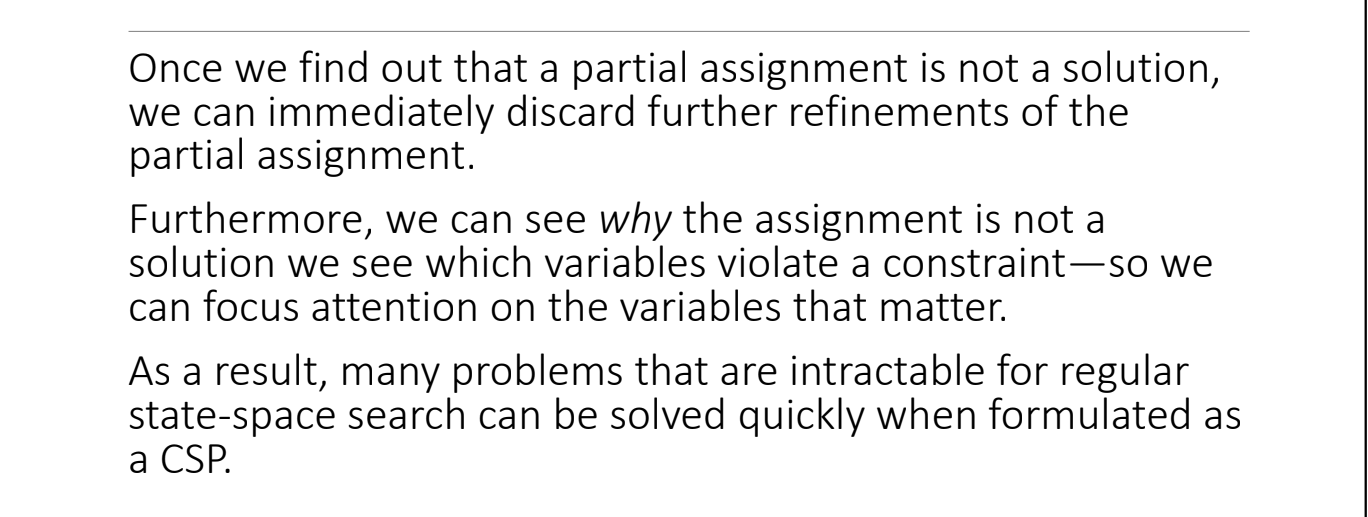 Once we find out that a partial assignment is not a solution,
we can immediately discard further refinements of the
partial assignment.
Furthermore, we can see why the assignment is not a
solution we see which variables violate a constraint—so we
can focus attention on the variables that matter.
As a result, many problems that are intractable for regular
state-space search can be solved quickly when formulated as
a CSP.